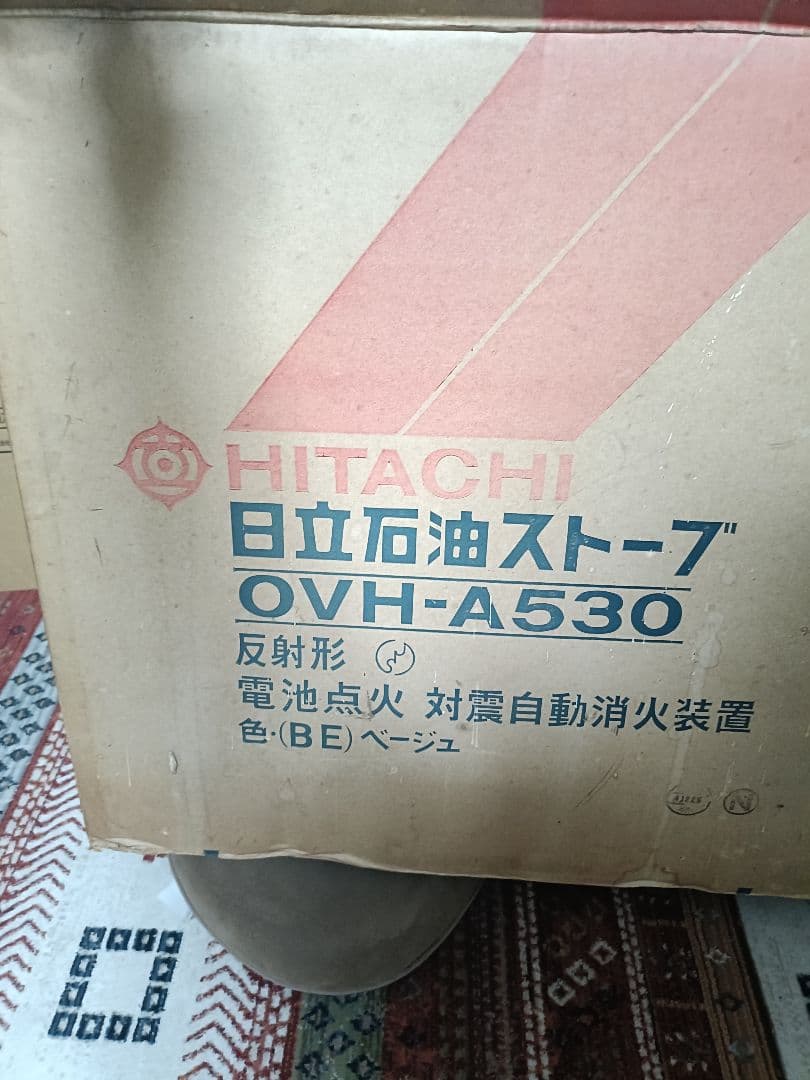 HITACHI
日立石油ストーブ
OVH-A530
反射形
電池点火 対震自動消火装置
色・(BE)ベージュ